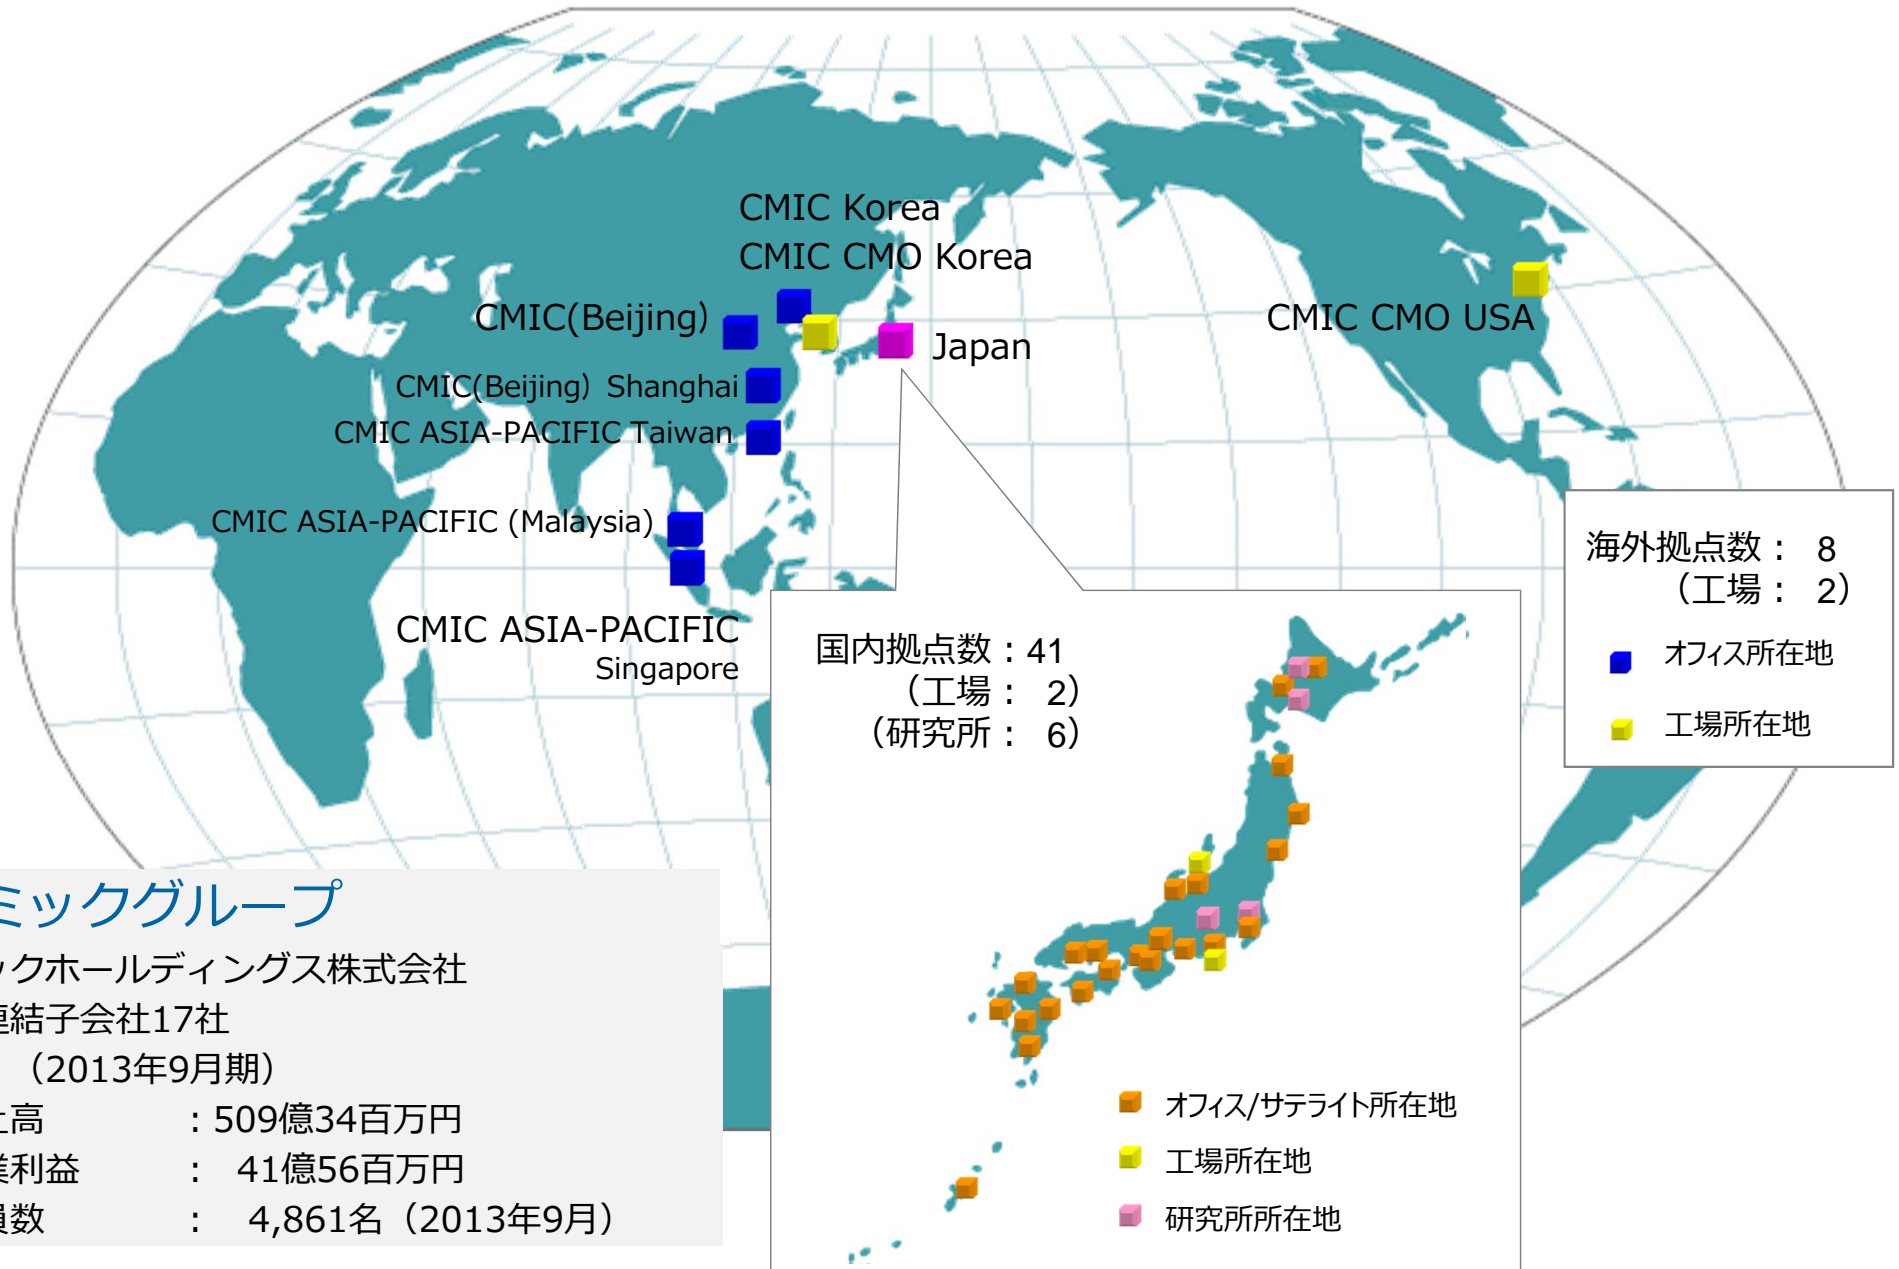 CMIC Korea
CMIC CMO Korea
CMIC(Beijing)
Japan
CMIC CMO USA
CMIC(Beijing) Shanghai
CMIC ASIA-PACIFIC Taiwan
CMIC ASIA-PACIFIC (Malaysia)
CMIC ASIA-PACIFIC
Singapore
海外拠点数： 8
（工場： 2）
オフィス所在地
工場所在地
国内拠点数：41
（工場： 2）
（研究所： 6）
オフィス/サテライト所在地
工場所在地
研究所所在地
ミックグループ
ックホールディングス株式会社
連結子会社17社
（2013年9月期）
上高 ：509億34百万円
業利益 ： 41億56百万円
員数 ： 4,861名（2013年9月）